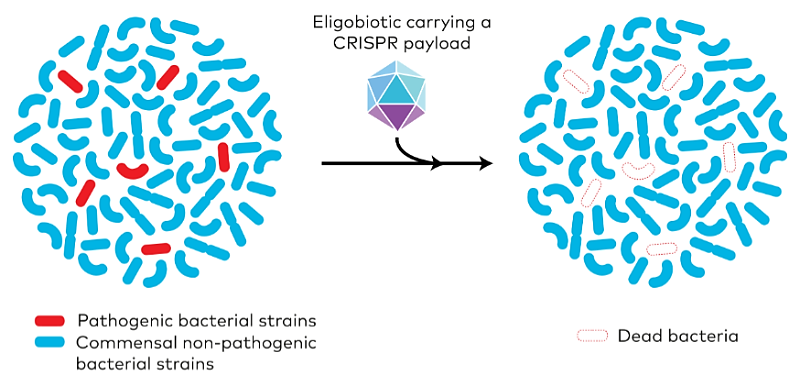 Eligobiotic carrying a
CRISPR payload
Pathogenic bacterial strains
Commensal non-pathogenic
bacterial strains
Dead bacteria